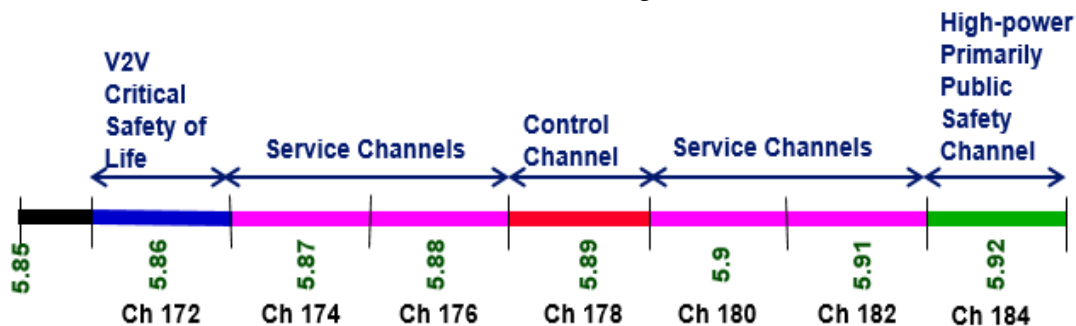 V2V
Critical
Safety of
Life
Service Channels
Control
Channel
Service Channels
High-power
Primarily
Public
Safety
Channel
5.85
5.86
5.87
5.88
5.89
5.9
5.91
5.92
Ch 172
Ch 174
Ch 176
Ch 178
Ch 180
Ch 182
Ch 184